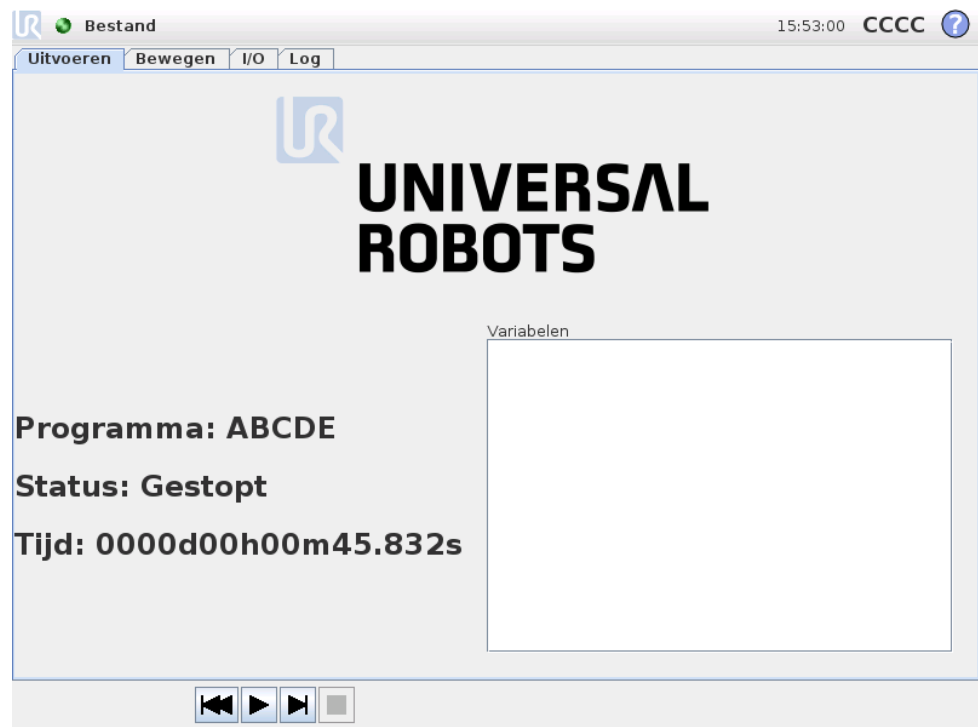 Bestand
15:53:00 CCCC ?
Uitvoeren Bewegen I/O Log
UNIVERSAL
ROBOTS
Variabelen
Programma: ABCDE
Status: Gestopt
Tijd: 0000d00h00m45.832s